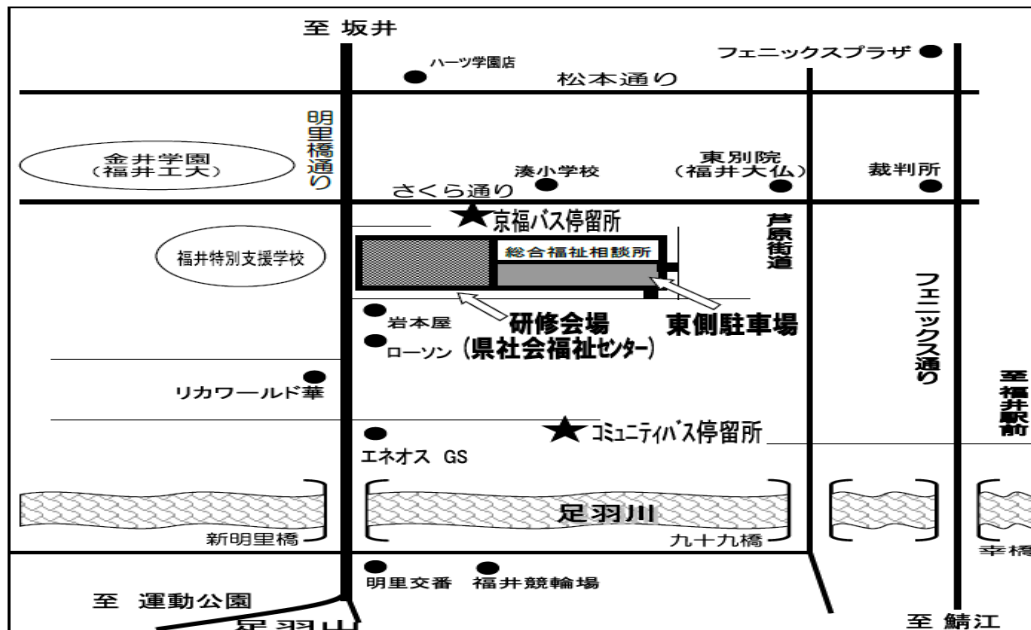 至 坂井
フェニックスプラザ
ハーツ学園店
松本通り
明里橋通り
金井学園
(福井工大)
東別院
(福井大仏)
裁判所
湊小学校
さくら通り
京福バス停留所
芦原街道
福井特別支援学校
総合福祉相談所
フェニックス通り
岩本屋
研修会場
(県社会福祉センター)
東側駐車場
ローソン
リカワールド華
至福井駅前
コミュニティバス停留所
エネオス GS
足羽川
新明里橋
九十九橋
幸橋
明里交番
福井競輪場
至 運動公園
足羽山
至 鯖江